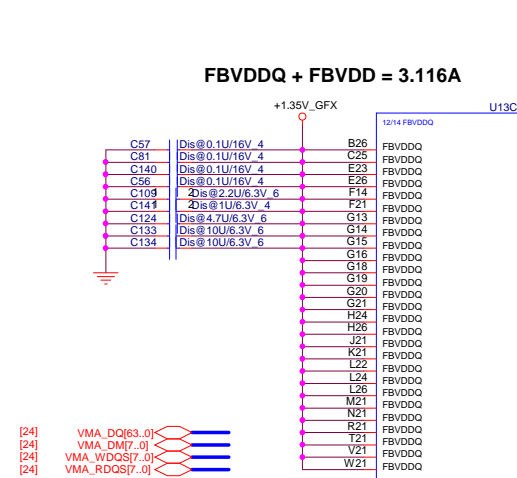 FBVDDQ + FBVDD = 3.116A
+1.35V_GFX
U13C
12/14 FBVDDQ
C57 Dis@0.1U/16V_4 B26 FBVDDQ
C81 Dis@0.1U/16V_4 C25 FBVDDQ
C140 Dis@0.1U/16V_4 E23 FBVDDQ
C56 Dis@0.1U/16V_4 E26 FBVDDQ
C109 1 2 Dis@2.2U/6.3V_6 F14 FBVDDQ
C141 1 2 Dis@1U/6.3V_4 F21 FBVDDQ
C124 Dis@4.7U/6.3V_6 G13 FBVDDQ
C133 Dis@10U/6.3V_6 G14 FBVDDQ
C134 Dis@10U/6.3V_6 G15 FBVDDQ
G16 FBVDDQ
G18 FBVDDQ
G19 FBVDDQ
G20 FBVDDQ
G21 FBVDDQ
H24 FBVDDQ
H26 FBVDDQ
J21 FBVDDQ
K21 FBVDDQ
L22 FBVDDQ
L24 FBVDDQ
L26 FBVDDQ
M21 FBVDDQ
N21 FBVDDQ
R21 FBVDDQ
T21 FBVDDQ
V21 FBVDDQ
W21 FBVDDQ
[24] VMA_DQ[63..0]
[24] VMA_DM[7..0]
[24] VMA_WDQS[7..0]
[24] VMA_RDQS[7..0]